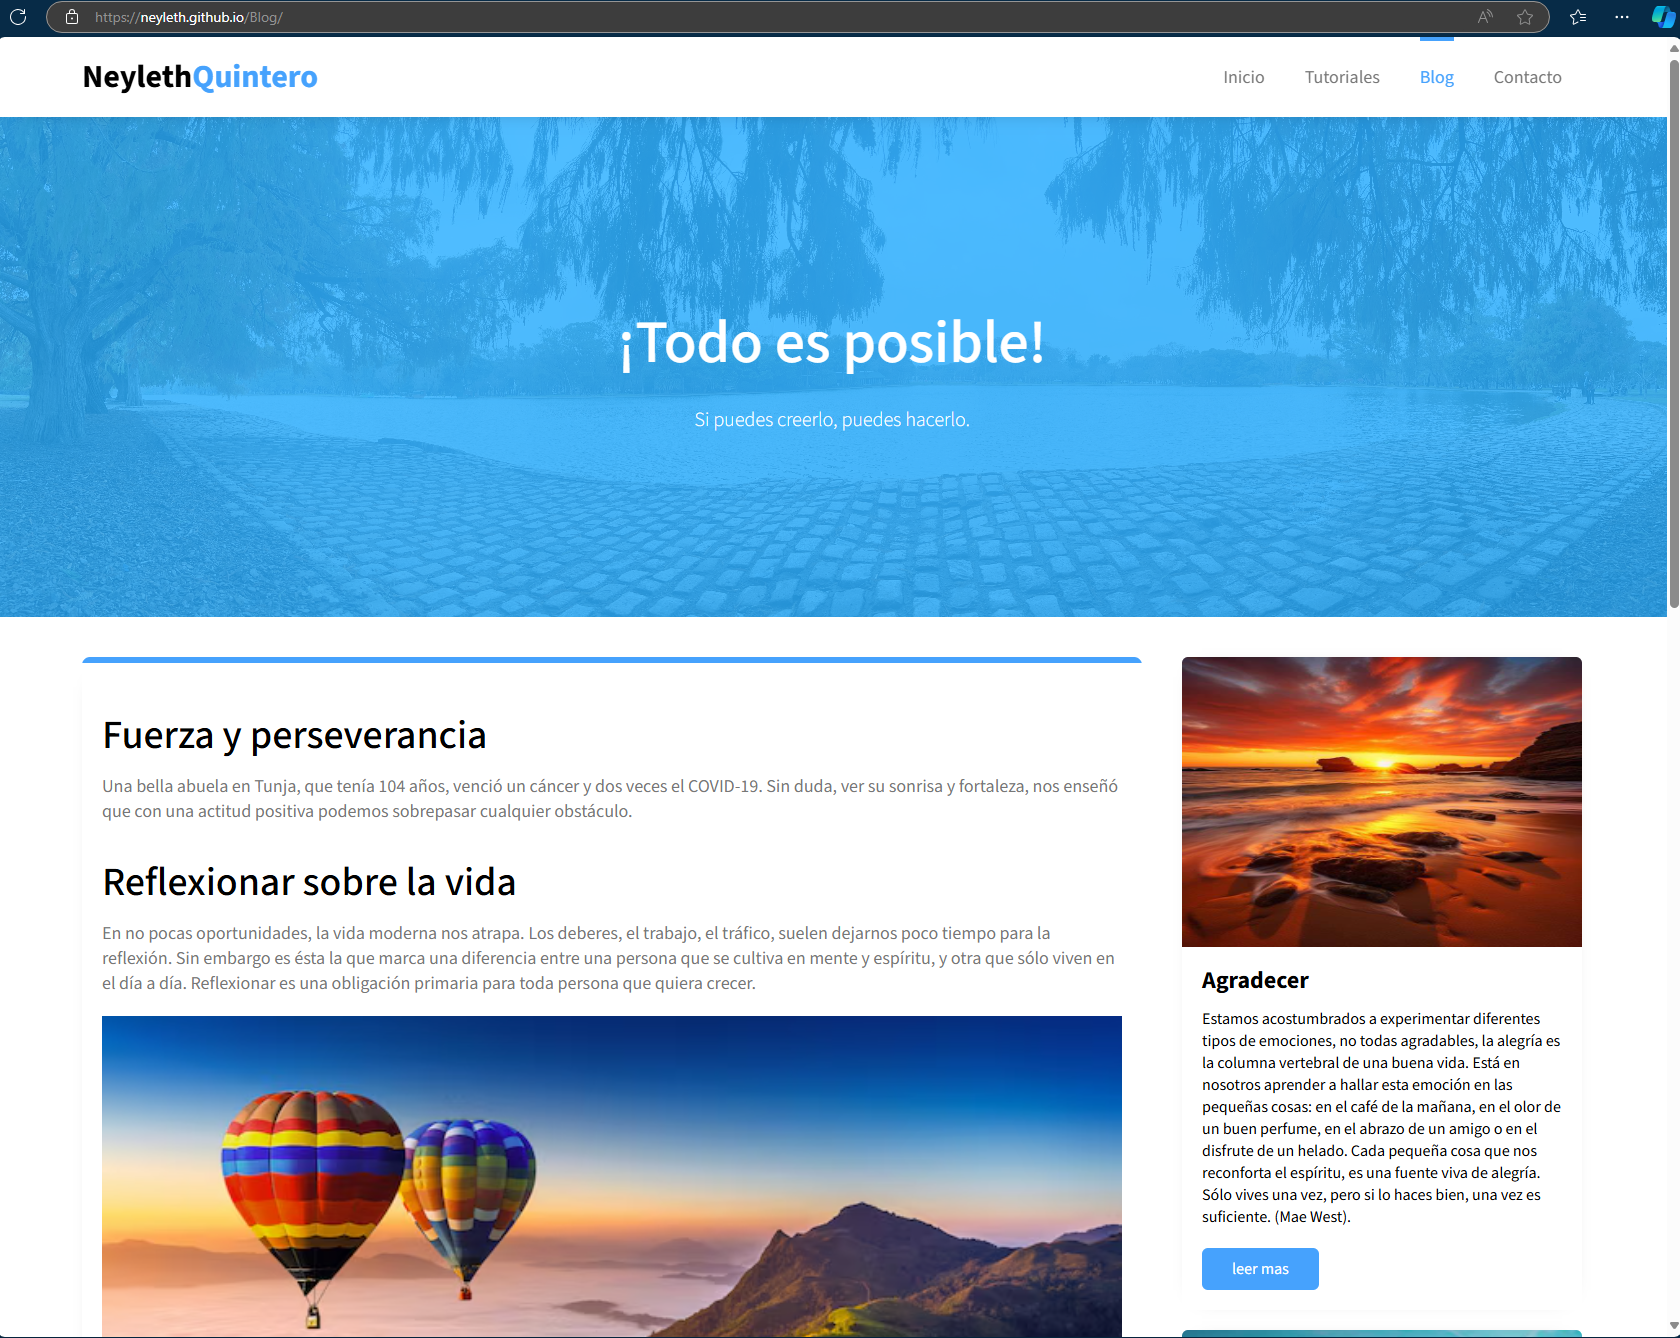 https://neyleth.github.io/Blog/
NeylethQuintero
Inicio Tutoriales Blog Contacto
¡Todo es posible!
Si puedes creerlo, puedes hacerlo.
Fuerza y perseverancia
Una bella abuela en Tunja, que tenía 104 años, venció un cáncer y dos veces el COVID-19. Sin duda, ver su sonrisa y fortaleza, nos enseñó
que con una actitud positiva podemos sobrepasar cualquier obstáculo.
Reflexionar sobre la vida
En no pocas oportunidades, la vida moderna nos atrapa. Los deberes, el trabajo, el tráfico, suelen dejarnos poco tiempo para la
reflexión. Sin embargo es ésta la que marca una diferencia entre una persona que se cultiva en mente y espíritu, y otra que sólo viven en
el día a día. Reflexionar es una obligación primaria para toda persona que quiera crecer.
Agradecer
Estamos acostumbrados a experimentar diferentes
tipos de emociones, no todas agradables, la alegría es
la columna vertebral de una buena vida. Está en
nosotros aprender a hallar esta emoción en las
pequeñas cosas: en el café de la mañana, en el olor de
un buen perfume, en el abrazo de un amigo o en el
disfrute de un helado. Cada pequeña cosa que nos
reconforta el espíritu, es una fuente viva de alegría.
Sólo vives una vez, pero si lo haces bien, una vez es
suficiente. (Mae West).
leer mas